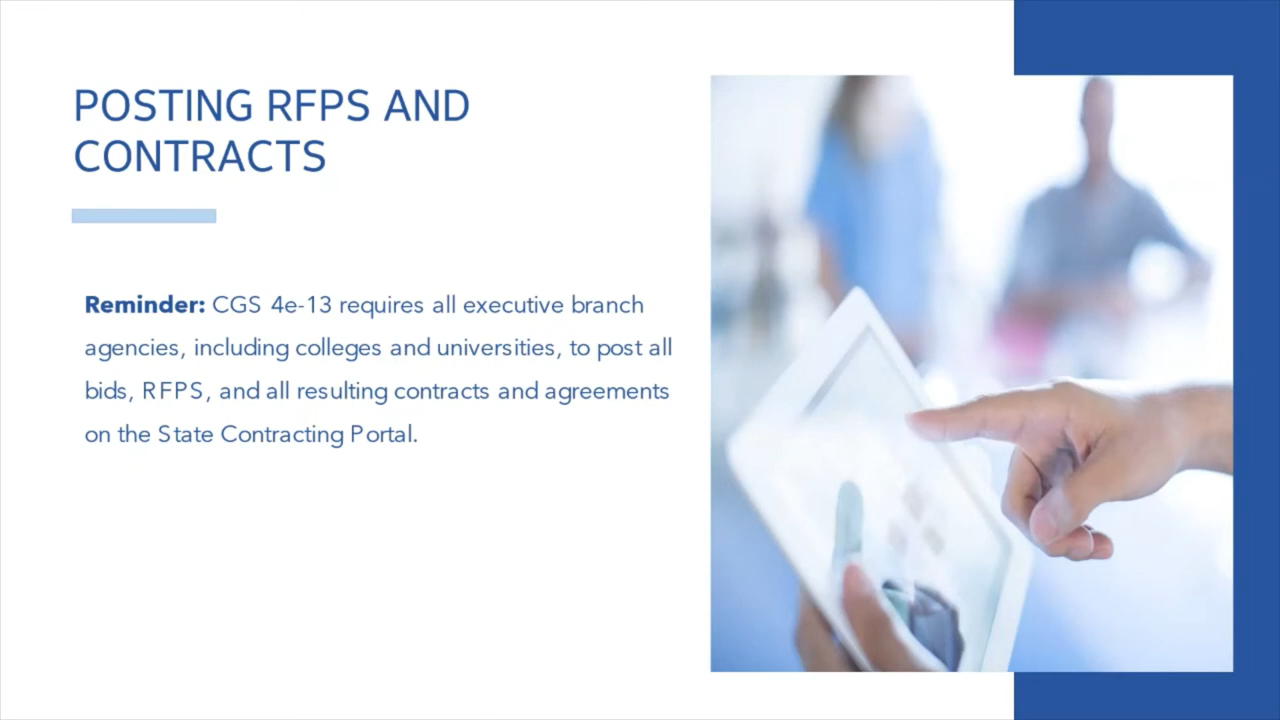 POSTING RFPS AND
CONTRACTS
Reminder: CGS 4e-13 requires all executive branch
agencies, including colleges and universities, to post all
bids, RFPS, and all resulting contracts and agreements
on the State Contracting Portal.